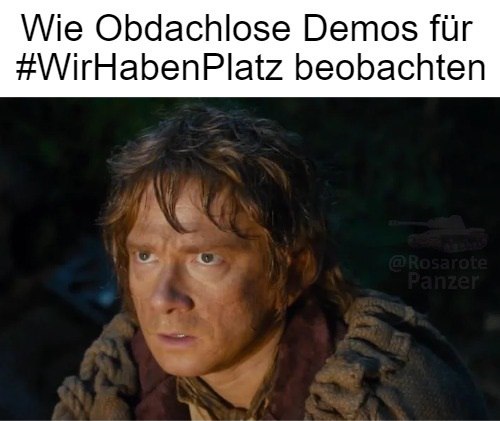 Wie Obdachlose Demos für
#WirHabenPlatz beobachten
@Rosarote
Panzer